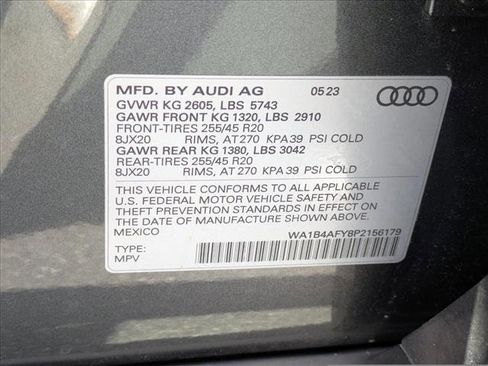 MFD. BY AUDI AG 05 23
GVWR KG 2605, LBS 5743
GAWR FRONT KG 1320, LBS 2910
FRONT-TIRES 255/45 R20
8JX20 RIMS, AT 270 KPA 39 PSI COLD
GAWR REAR KG 1380, LBS 3042
REAR-TIRES 255/45 R20
8JX20 RIMS, AT 270 KPA 39 PSI COLD
THIS VEHICLE CONFORMS TO ALL APPLICABLE
U.S. FEDERAL MOTOR VEHICLE SAFETY AND
THEFT PREVENTION STANDARDS IN EFFECT ON
THE DATE OF MANUFACTURE SHOWN ABOVE.
MEXICO
WA1B4AFY8P2156179
TYPE:
MPV